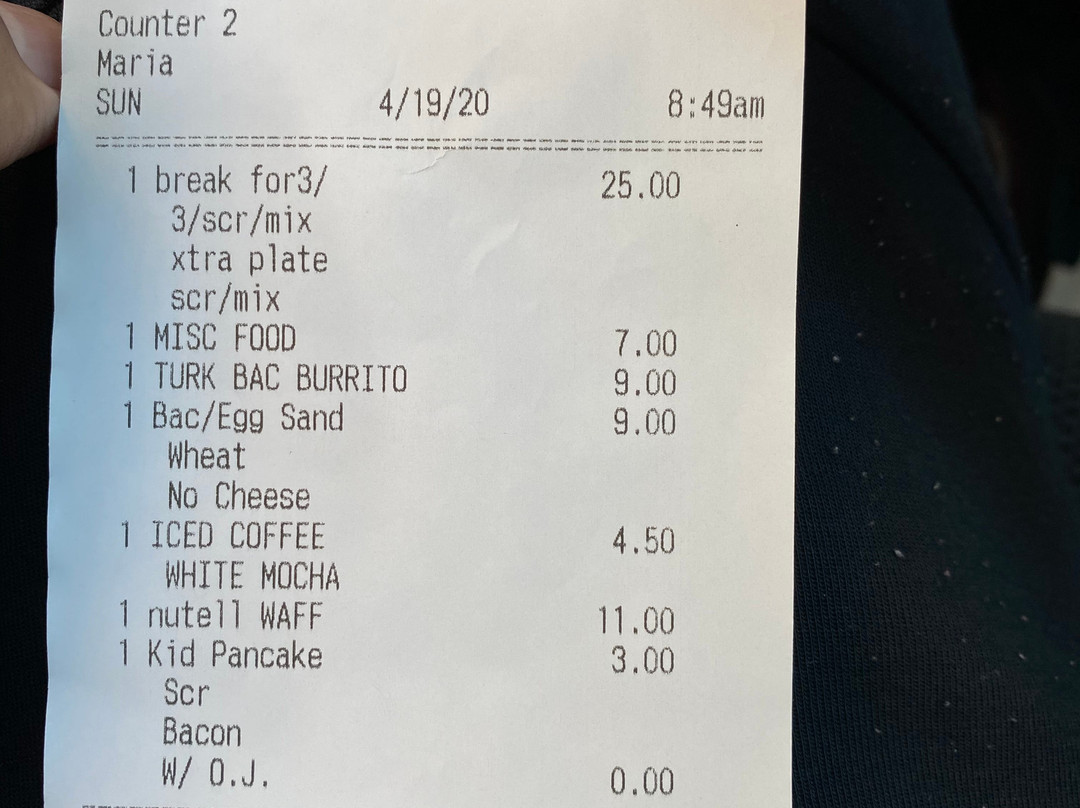 Counter 2
Maria
SUN 4/19/20 8:49am
1 break for3/ 25.00
3/scr/mix
xtra plate
scr/mix
1 MISC FOOD 7.00
1 TURK BAC BURRITO 9.00
1 Bac/Egg Sand 9.00
Wheat
No Cheese
1 ICED COFFEE 4.50
WHITE MOCHA
1 nutell WAFF 11.00
1 Kid Pancake 3.00
Scr
Bacon
W/ O.J. 0.00